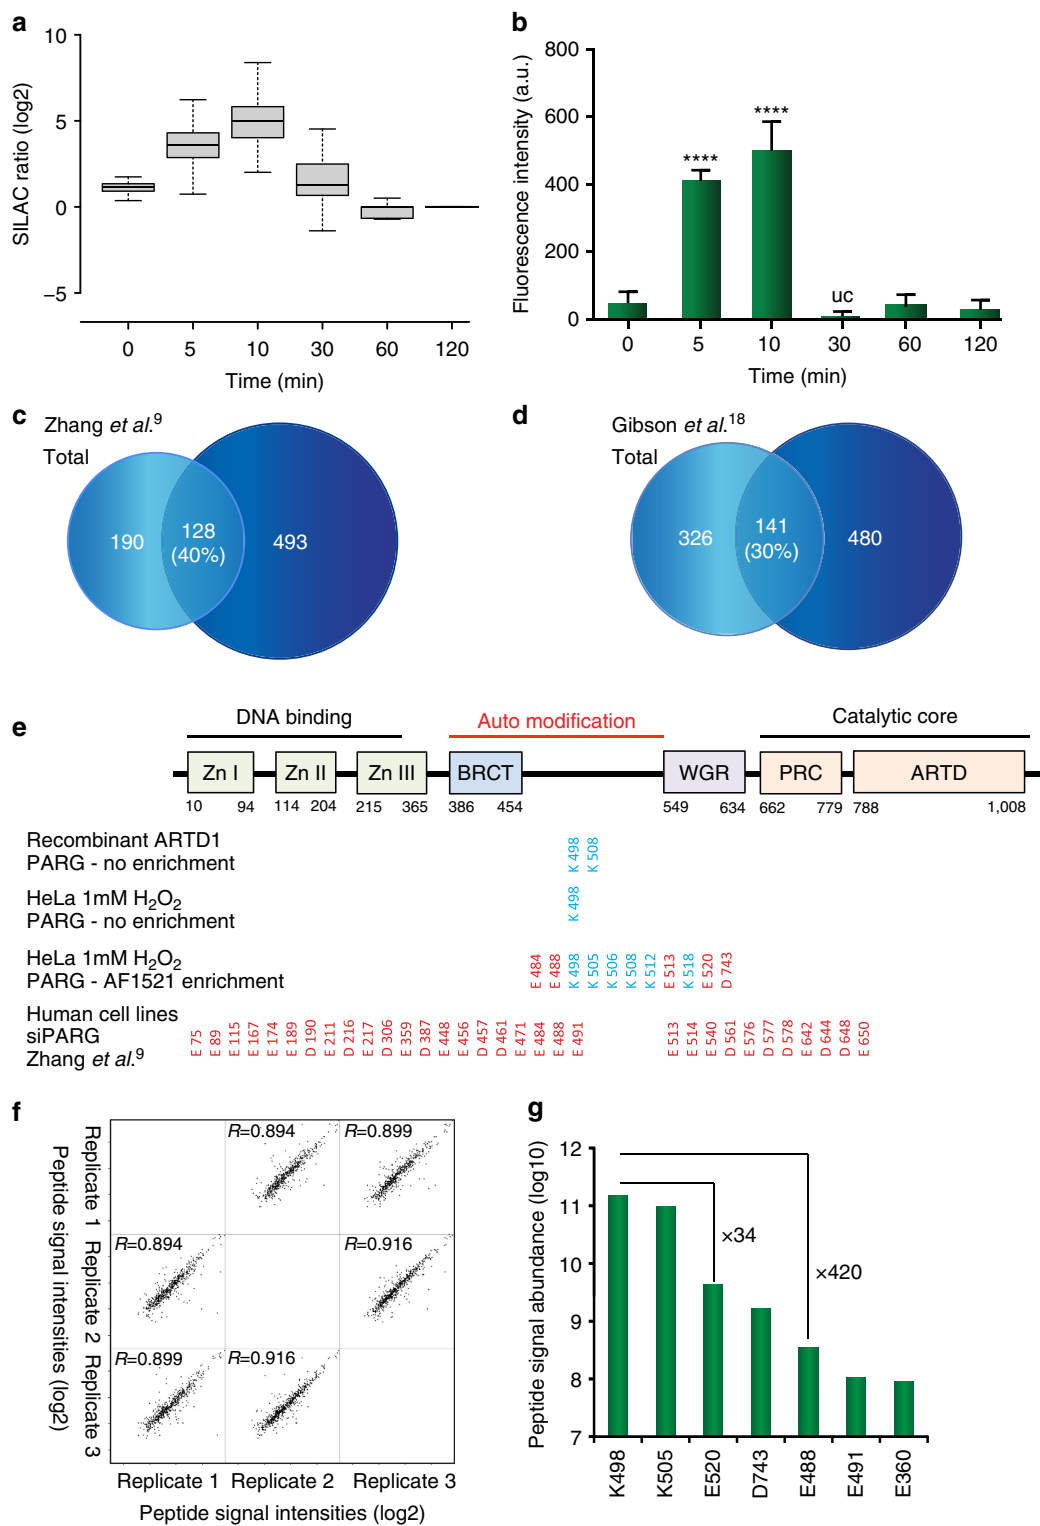 a
10
5
0
−5
SILAC ratio (log2)
0 5 10 30 60 120
Time (min)
b
800
600
400
200
0
Fluorescence intensity (a.u.)
****
****
uc
0 5 10 30 60 120
Time (min)
c
Zhang et al.9
Total
190
128
(40%)
493
d
Gibson et al.18
Total
326
141
(30%)
480
e
DNA binding
Auto modification
Catalytic core
Zn I Zn II Zn III BRCT WGR PRC ARTD
10 94 114 204 215 365 386 454 549 634 662 779 788 1,008
Recombinant ARTD1
PARG - no enrichment
K 498 K 508
HeLa 1mM H2O2
PARG - no enrichment
K 498
HeLa 1mM H2O2
PARG - AF1521 enrichment
E 484 E 488 K 498 K 505 K 506 K 508 K 512 E 513 K 518 E 520 D 743
Human cell lines
siPARG
Zhang et al.9
E 75 E 89 E 115 E 167 E 174 E 189 D 190 E 211 D 216 E 217 D 306 E 359 D 387 E 448 E 456 D 457 D 461 E 471 E 484 E 488 E 491 E 513 E 514 E 540 D 561 E 576 D 577 D 578 E 642 D 644 D 648 E 650
f
Replicate 1 Replicate 2 Replicate 3
Peptide signal intensities (log2)
R=0.894
R=0.899
R=0.894
R=0.916
R=0.899
R=0.916
Replicate 1 Replicate 2 Replicate 3
Peptide signal intensities (log2)
g
12
11
10
9
8
7
Peptide signal abundance (log10)
×34
×420
K498 K505 E520 D743 E488 E491 E360